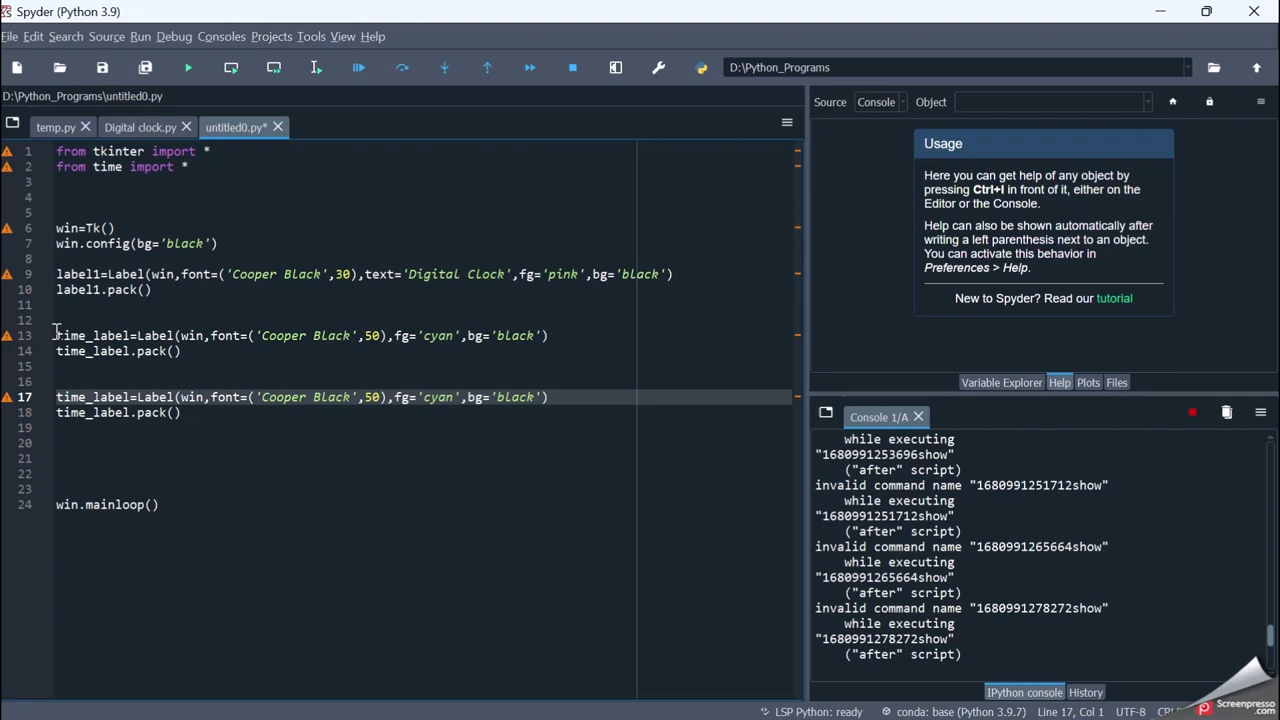 Spyder (Python 3.9)
File Edit Search Source Run Debug Consoles Projects Tools View Help
D:\Python_Programs
D:\Python_Programs\untitled0.py
Source Console Object
temp.py Digital clock.py untitled0.py*
1 from tkinter import *
2 from time import *
3
4
5
6 win=Tk()
7 win.config(bg='black')
8
9 label1=Label(win,font=('Cooper Black',30),text='Digital Clock',fg='pink',bg='black')
10 label1.pack()
11
12
13 time_label=Label(win,font=('Cooper Black',50),fg='cyan',bg='black')
14 time_label.pack()
15
16
17 time_label=Label(win,font=('Cooper Black',50),fg='cyan',bg='black')
18 time_label.pack()
19
20
21
22
23
24 win.mainloop()
Usage
Here you can get help of any object by
pressing Ctrl+I in front of it, either on the
Editor or the Console.
Help can also be shown automatically after
writing a left parenthesis next to an object.
You can activate this behavior in
Preferences > Help.
New to Spyder? Read our tutorial
Variable Explorer Help Plots Files
Console 1/A
while executing
"1680991253696show"
("after" script)
invalid command name "1680991251712show"
while executing
"1680991251712show"
("after" script)
invalid command name "1680991265664show"
while executing
"1680991265664show"
("after" script)
invalid command name "1680991278272show"
while executing
"1680991278272show"
("after" script)
IPython console History
LSP Python: ready conda: base (Python 3.9.7) Line 17, Col 1 UTF-8
Screenpresso
.com